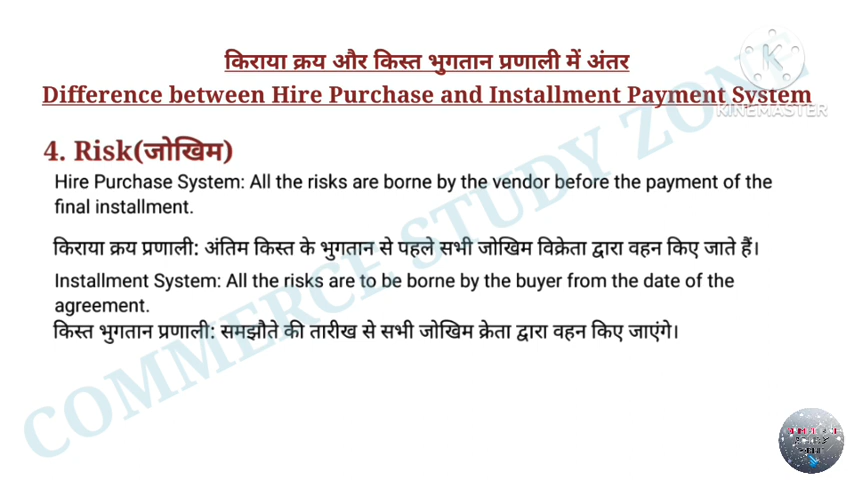 किराया क्रय और किस्त भुगतान प्रणाली में अंतर
Difference between Hire Purchase and Installment Payment System
KINEMASTER
4. Risk(जोखिम)
Hire Purchase System: All the risks are borne by the vendor before the payment of the
final installment.
किराया क्रय प्रणाली: अंतिम किस्त के भुगतान से पहले सभी जोखिम विक्रेता द्वारा वहन किए जाते हैं।
Installment System: All the risks are to be borne by the buyer from the date of the
agreement.
किस्त भुगतान प्रणाली: समझौते की तारीख से सभी जोखिम क्रेता द्वारा वहन किए जाएंगे।
COMMERCE STUDY ZONE